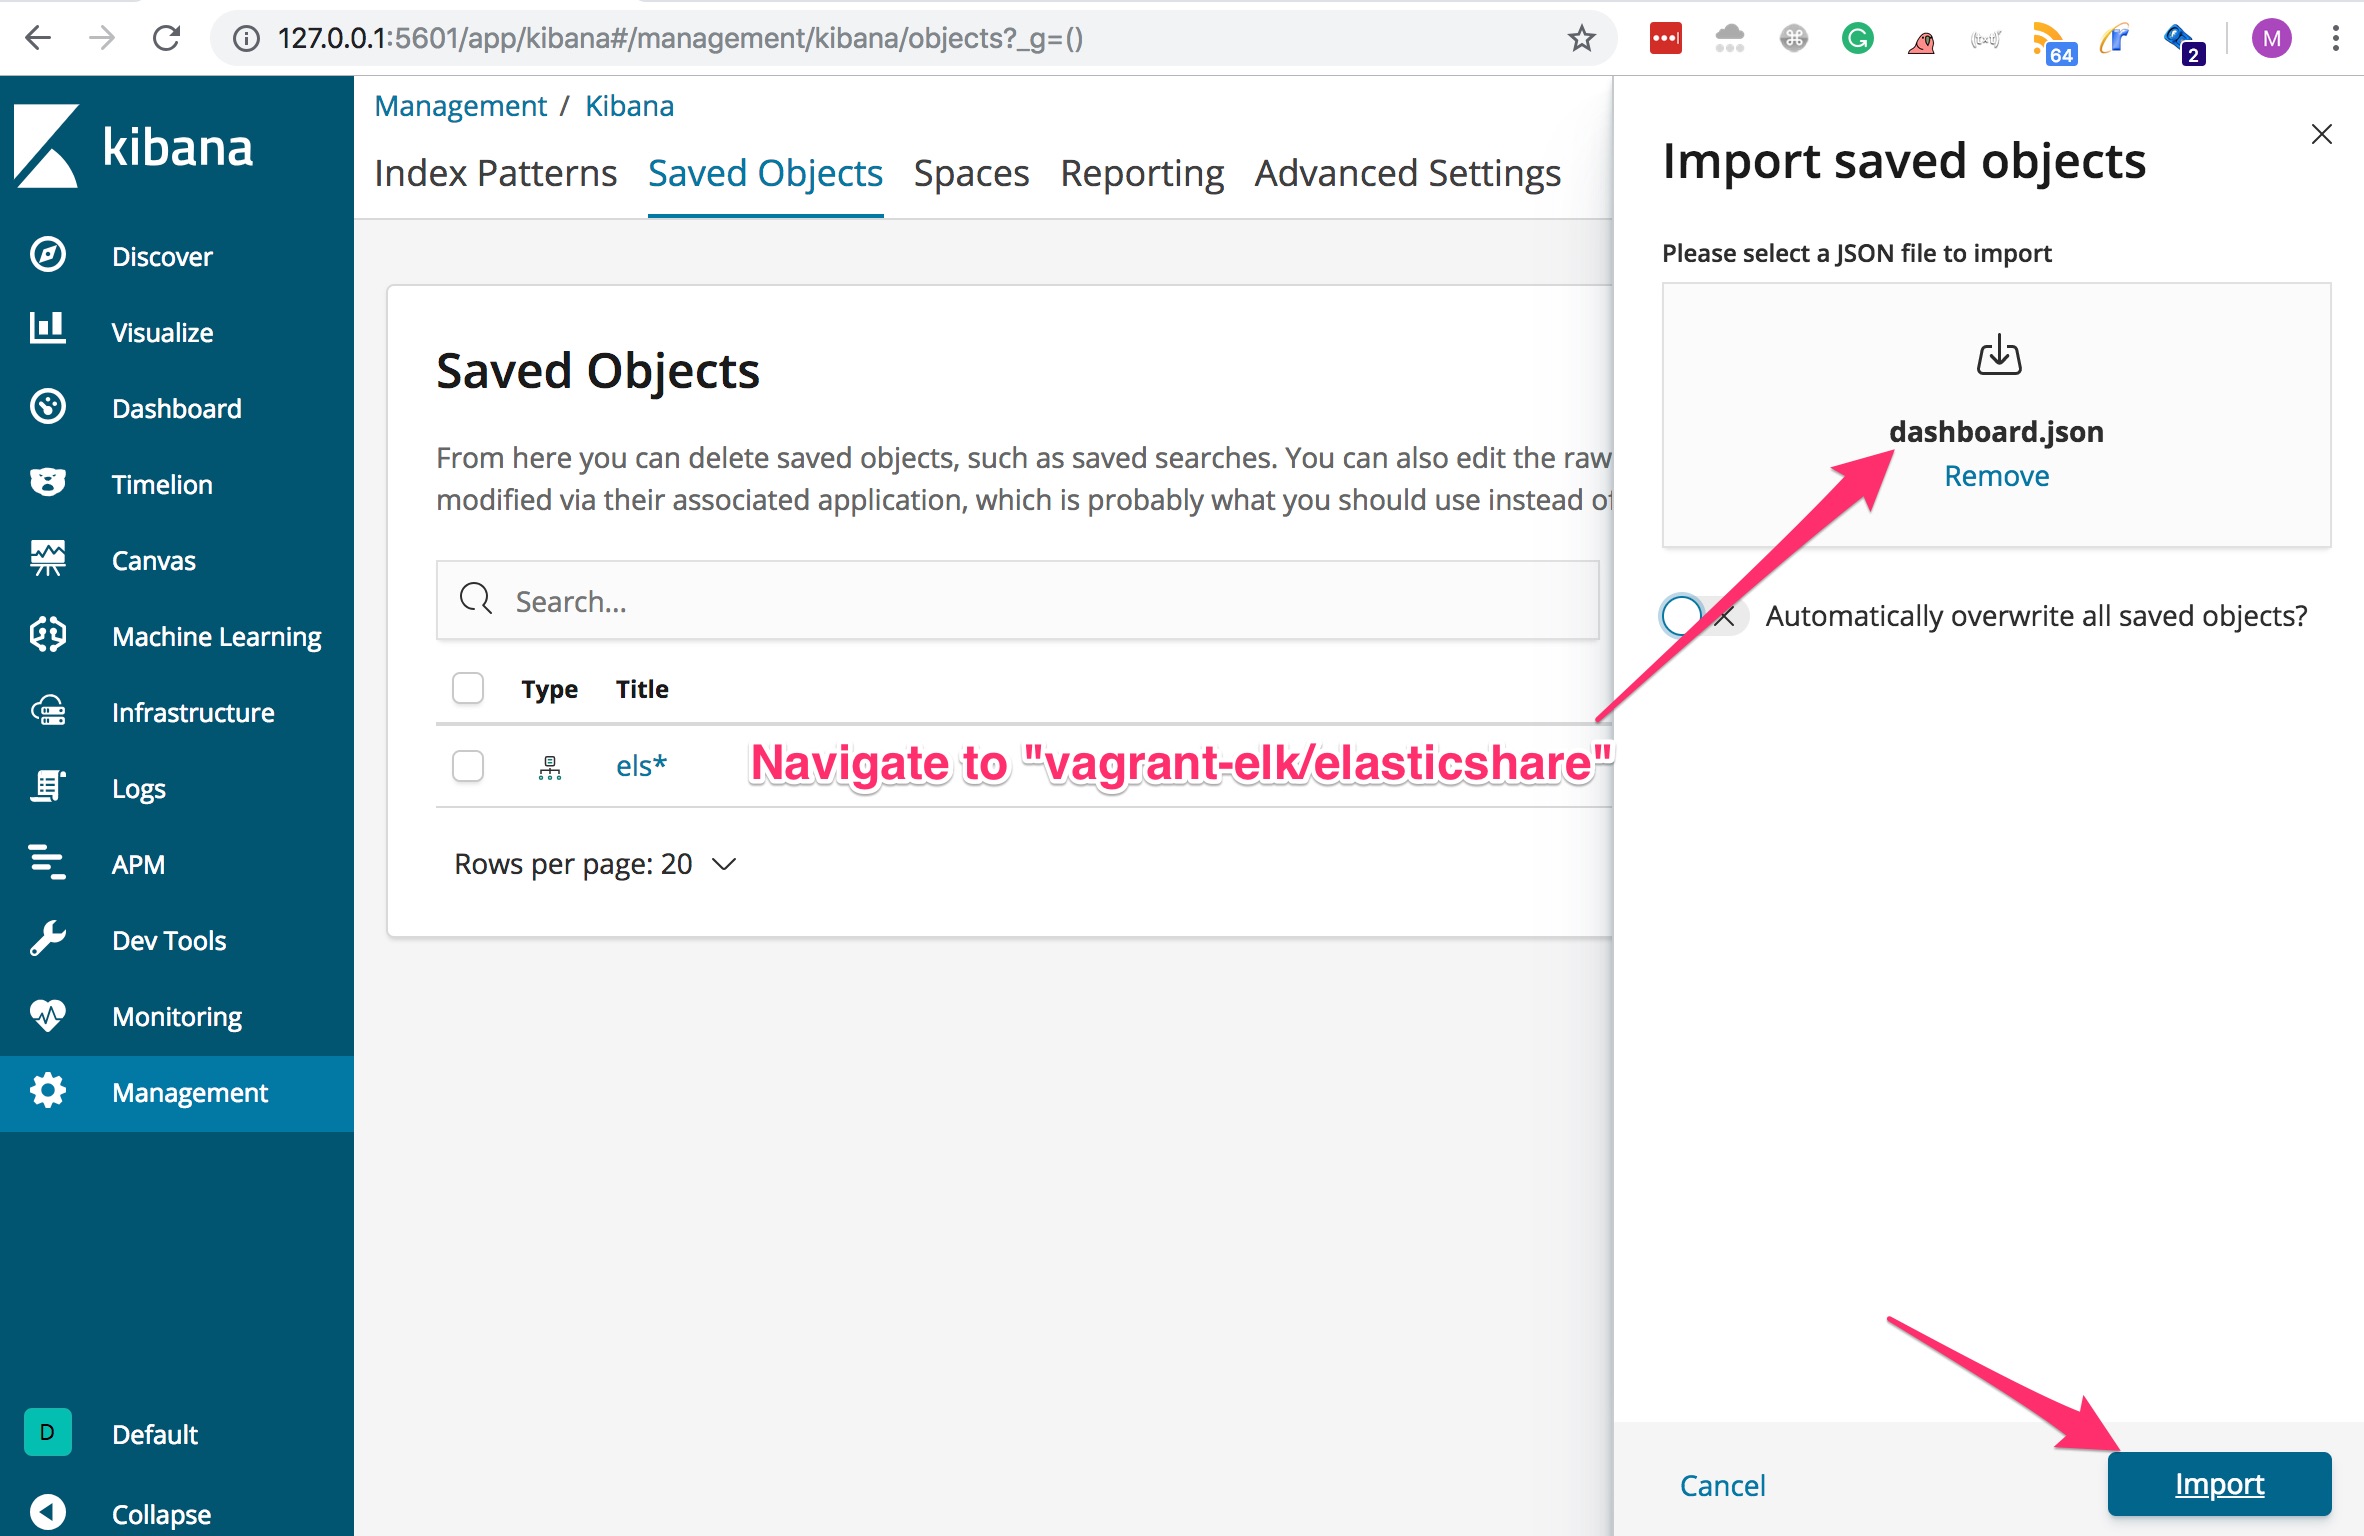 127.0.0.1:5601/app/kibana#/management/kibana/objects?_g=()
64
2
M
kibana
Discover
Visualize
Dashboard
Timelion
Canvas
Machine Learning
Infrastructure
Logs
APM
Dev Tools
Monitoring
Management
D Default
Collapse
Management / Kibana
Index Patterns Saved Objects Spaces Reporting Advanced Settings
Saved Objects
From here you can delete saved objects, such as saved searches. You can also edit the raw
modified via their associated application, which is probably what you should use instead of
Search...
Type Title
els*
Navigate to "vagrant-elk/elasticshare"
Rows per page: 20
Import saved objects
Please select a JSON file to import
dashboard.json
Remove
Automatically overwrite all saved objects?
Cancel
Import